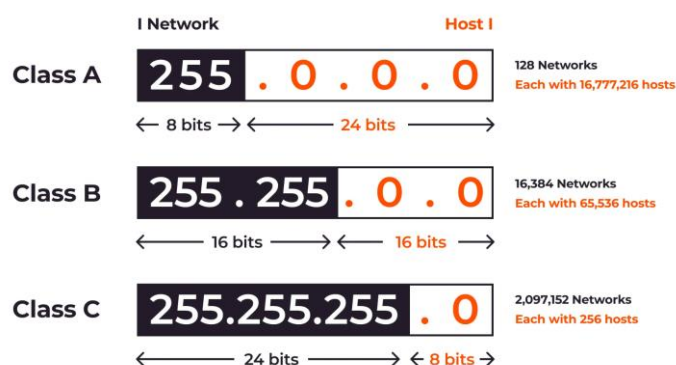 I Network Host I
Class A 255 . 0 . 0 . 0 128 Networks
Each with 16,777,216 hosts
8 bits 24 bits
Class B 255 . 255 . 0 . 0 16,384 Networks
Each with 65,536 hosts
16 bits 16 bits
Class C 255.255.255 . 0 2,097,152 Networks
Each with 256 hosts
24 bits 8 bits